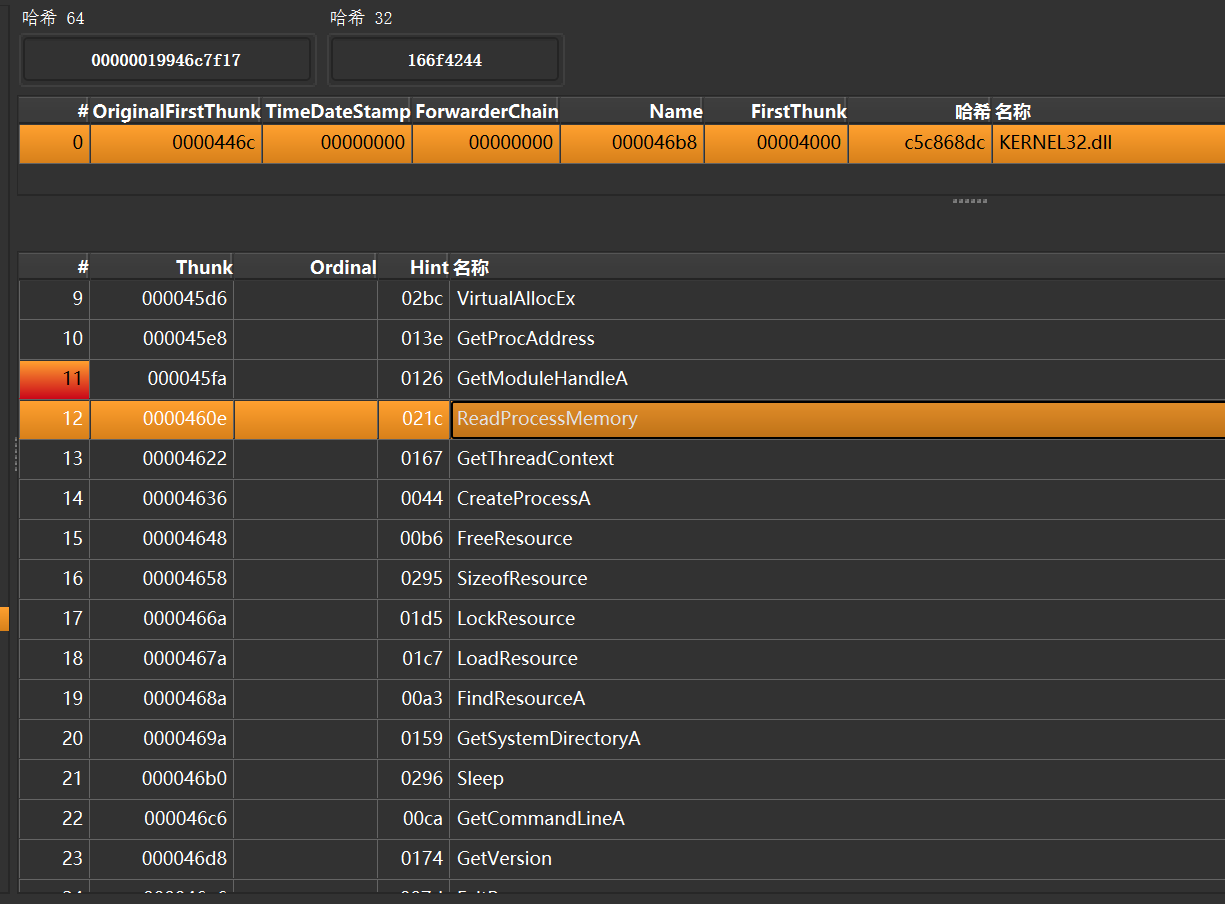 哈希 64 哈希 32
00000019946c7f17 166f4244
# OriginalFirstThunk TimeDateStamp ForwarderChain Name FirstThunk 哈希 名称
0 0000446c 00000000 00000000 000046b8 00004000 c5c868dc KERNEL32.dll
# Thunk Ordinal Hint 名称
9 000045d6 02bc VirtualAllocEx
10 000045e8 013e GetProcAddress
11 000045fa 0126 GetModuleHandleA
12 0000460e 021c ReadProcessMemory
13 00004622 0167 GetThreadContext
14 00004636 0044 CreateProcessA
15 00004648 00b6 FreeResource
16 00004658 0295 SizeofResource
17 0000466a 01d5 LockResource
18 0000467a 01c7 LoadResource
19 0000468a 00a3 FindResourceA
20 0000469a 0159 GetSystemDirectoryA
21 000046b0 0296 Sleep
22 000046c6 00ca GetCommandLineA
23 000046d8 0174 GetVersion